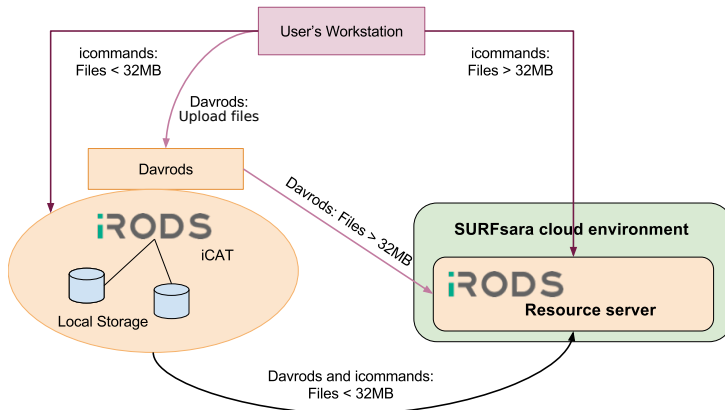 User's Workstation
icommands:
Files < 32MB
icommands:
Files > 32MB
Davrods:
Upload files
Davrods
Davrods: Files > 32MB
iRODS
iCAT
Local Storage
SURFsara cloud environment
iRODS
Resource server
Davrods and icommands:
Files < 32MB